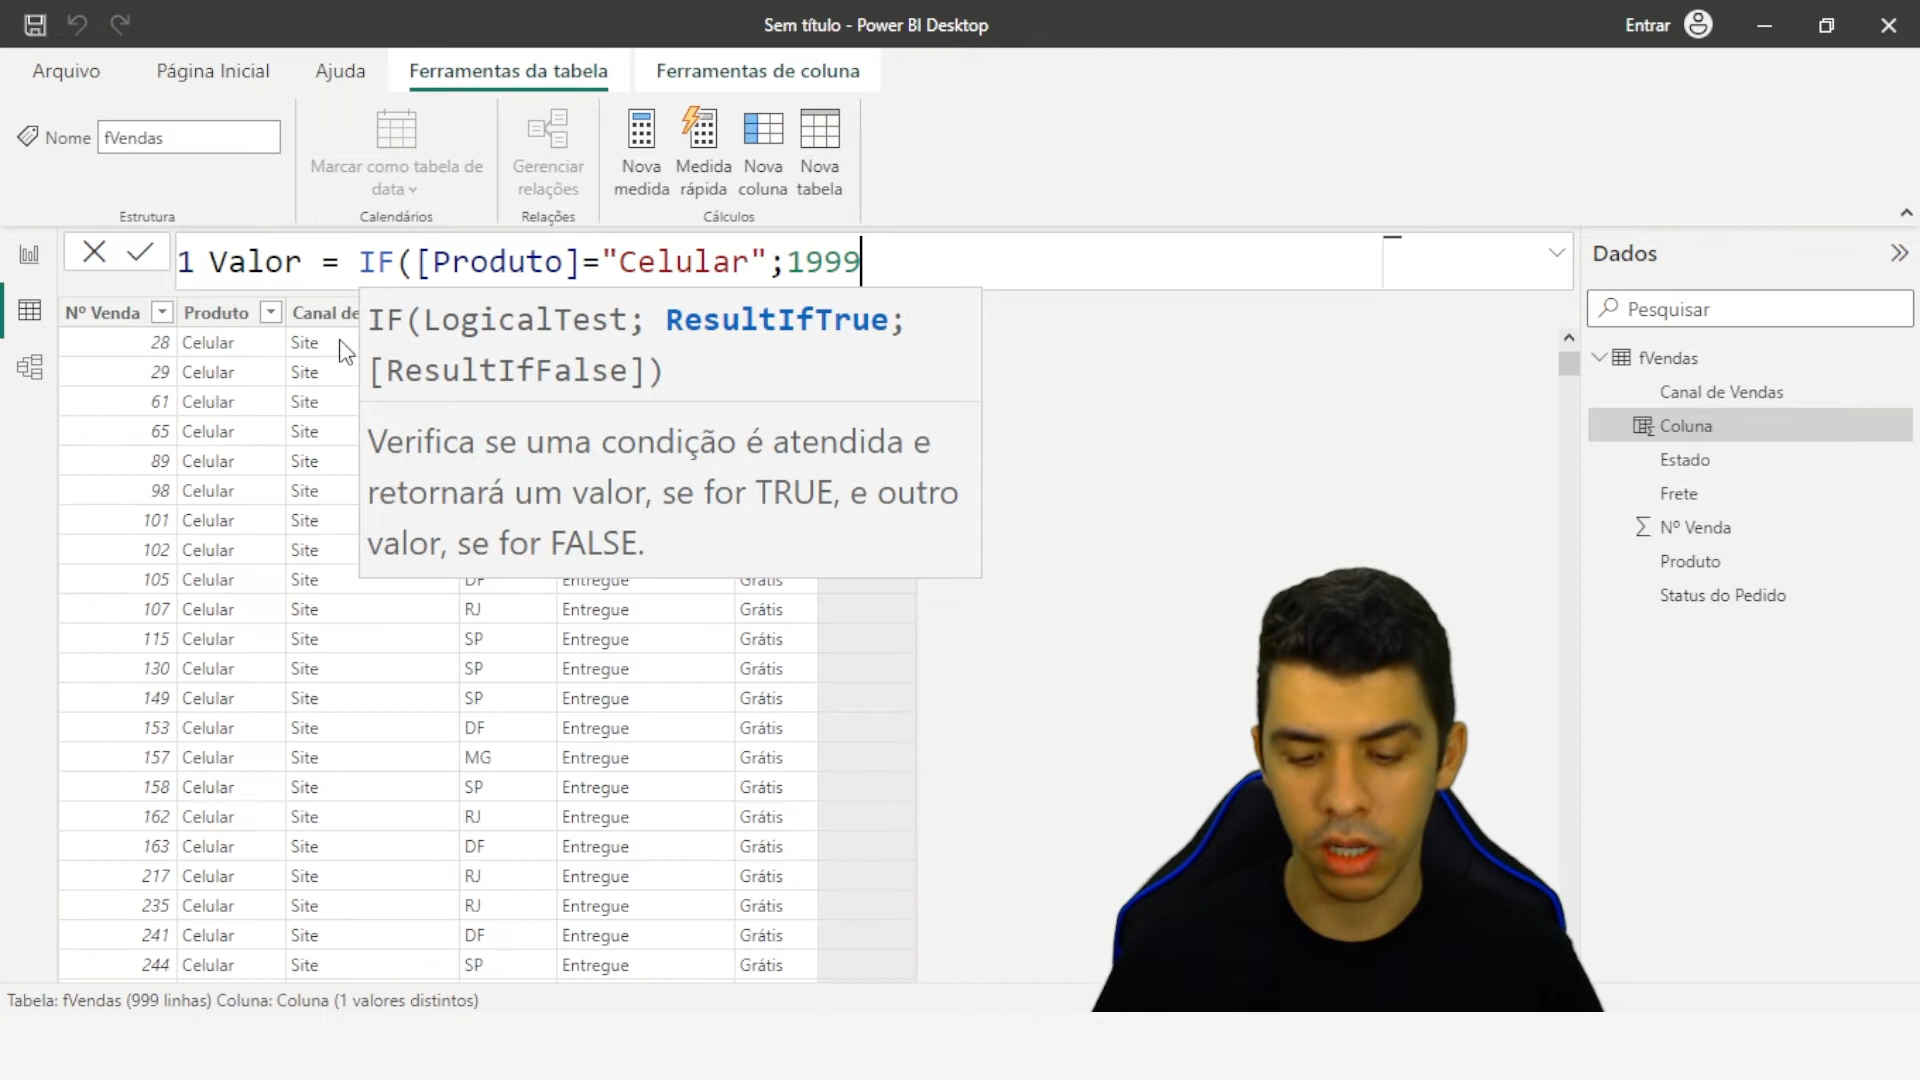 Sem título - Power BI Desktop
Entrar
Arquivo
Página Inicial
Ajuda
Ferramentas da tabela
Ferramentas de coluna
Nome
fVendas
Marcar como tabela de
data
Gerenciar
relações
Nova
medida
Medida
rápida
Nova
coluna
Nova
tabela
Estrutura
Calendários
Relações
Cálculos
1 Valor = IF([Produto]="Celular";1999
Nº Venda
Produto
Canal de
IF(LogicalTest; ResultIfTrue;
[ResultIfFalse])
Verifica se uma condição é atendida e
retornará um valor, se for TRUE, e outro
valor, se for FALSE.
28 Celular Site
29 Celular Site
61 Celular Site
65 Celular Site
89 Celular Site
98 Celular Site
101 Celular Site
102 Celular Site
105 Celular Site DF Entregue Grátis
107 Celular Site RJ Entregue Grátis
115 Celular Site SP Entregue Grátis
130 Celular Site SP Entregue Grátis
149 Celular Site SP Entregue Grátis
153 Celular Site DF Entregue Grátis
157 Celular Site MG Entregue Grátis
158 Celular Site SP Entregue Grátis
162 Celular Site RJ Entregue Grátis
163 Celular Site DF Entregue Grátis
217 Celular Site RJ Entregue Grátis
235 Celular Site RJ Entregue Grátis
241 Celular Site DF Entregue Grátis
244 Celular Site SP Entregue Grátis
Dados
Pesquisar
fVendas
Canal de Vendas
Coluna
Estado
Frete
Nº Venda
Produto
Status do Pedido
Tabela: fVendas (999 linhas) Coluna: Coluna (1 valores distintos)